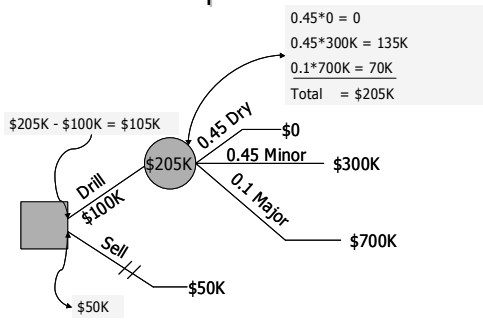 0.45*0 = 0
0.45*300K = 135K
0.1*700K = 70K
Total = $205K
$205K - $100K = $105K
0.45 Dry
$0
$205K
0.45 Minor
$300K
Drill
$100K
0.1 Major
$700K
Sell
$50K
$50K